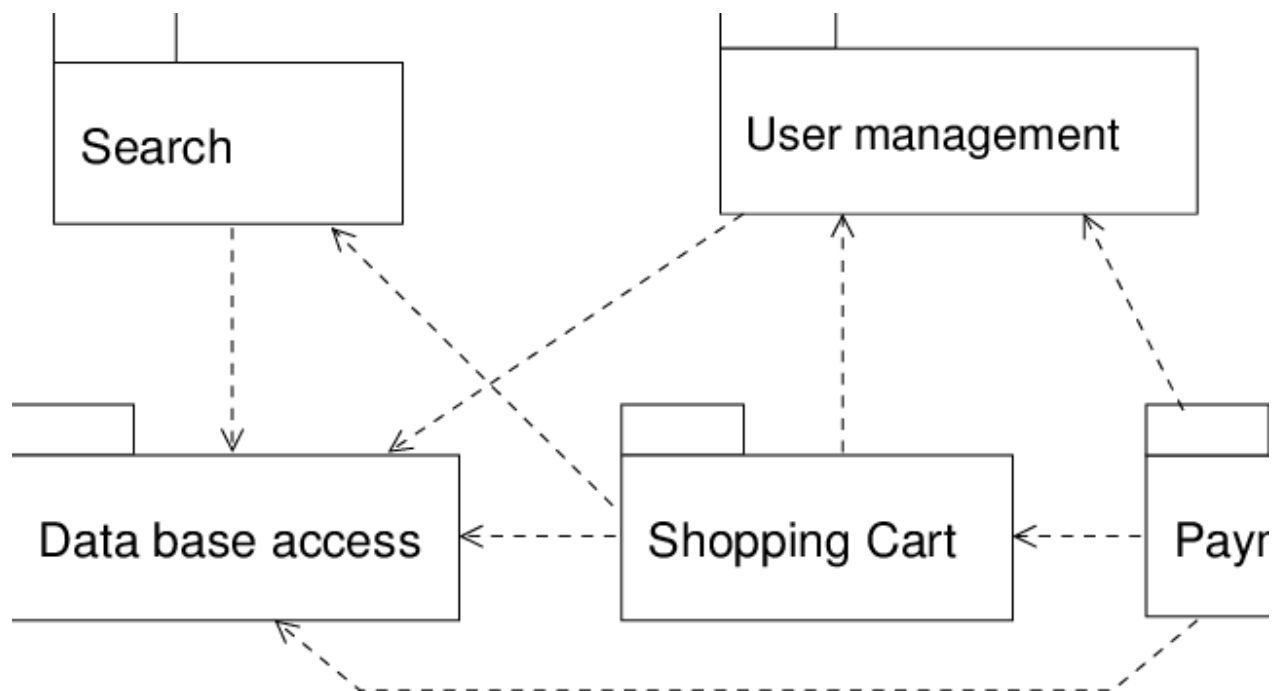 Search
User management
Data base access
Shopping Cart